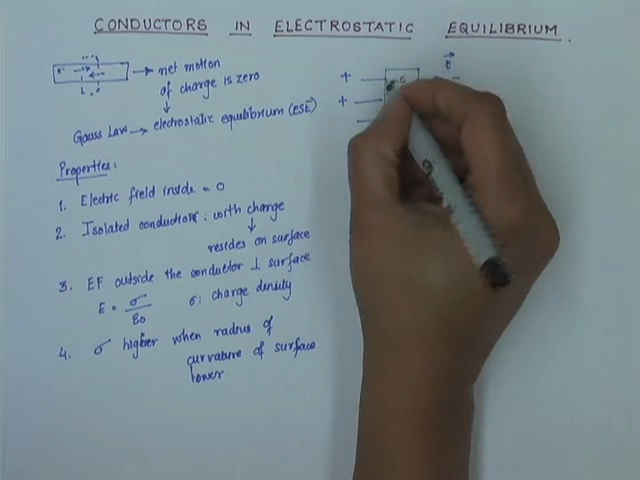 CONDUCTORS IN ELECTROSTATIC EQUILIBRIUM.
net motion
of charge is zero
Gauss Law → electrostatic equilibrium (ESE)
Properties:
1. Electric field inside = 0
2. Isolated conductors: with charge
resides on surface
3. EF outside the conductor ⊥ surface
E = σ/ε0 σ: charge density
4. σ higher when radius of
curvature of surface
lower
+
+
E
-